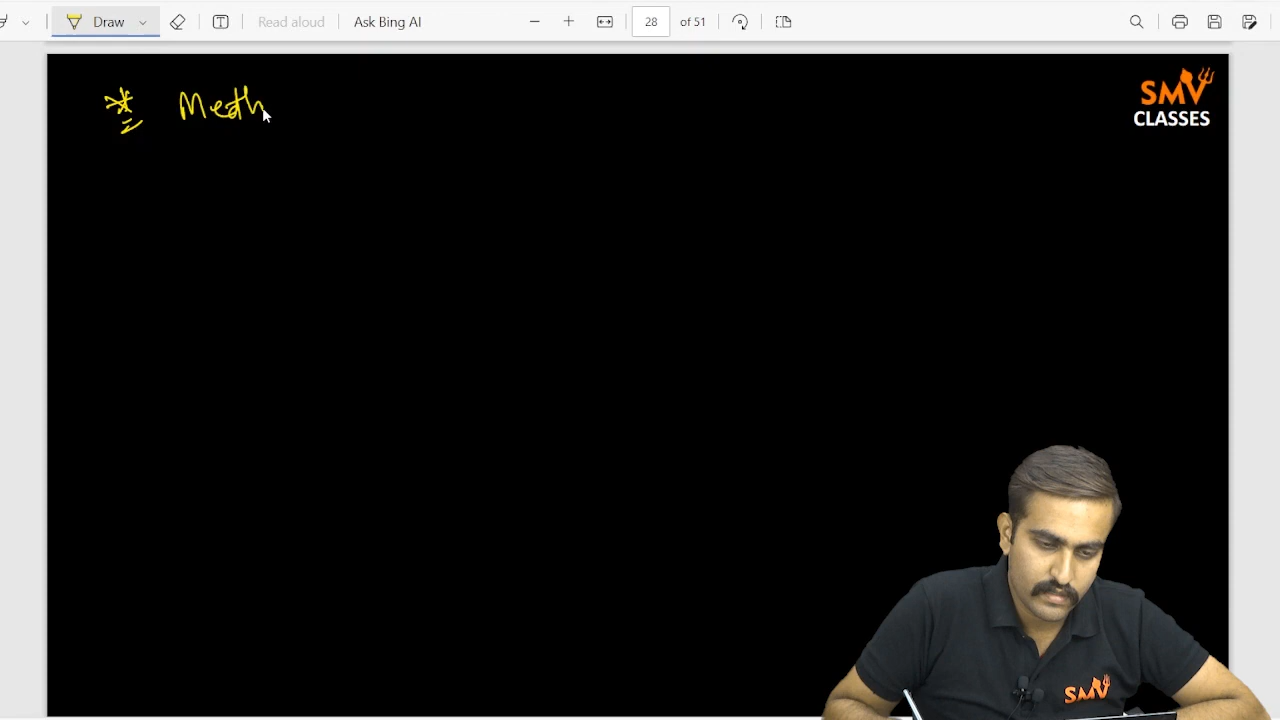 Draw
Read aloud
Ask Bing AI
28 of 51
* Meth
SMV
CLASSES
SMV